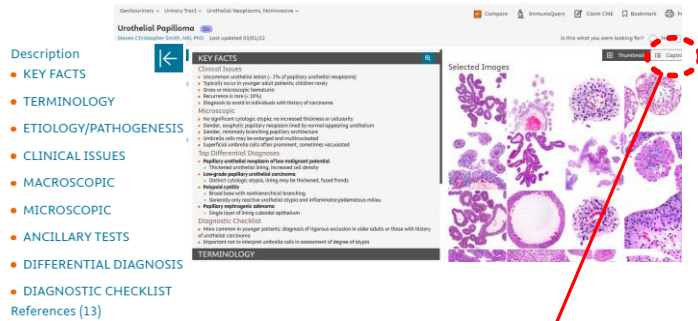 Genitourinary Urinary Tract Urothelial Neoplasms, Noninvasive
Compare ImmunoQuery Claim CME Bookmark
Urothelial Papilloma Dx
Steven Christopher Smith, MD, PhD Last updated 03/01/22
Is this what you were looking for?
Description
• KEY FACTS
• TERMINOLOGY
• ETIOLOGY/PATHOGENESIS
• CLINICAL ISSUES
• MACROSCOPIC
• MICROSCOPIC
• ANCILLARY TESTS
• DIFFERENTIAL DIAGNOSIS
• DIAGNOSTIC CHECKLIST
References (13)
KEY FACTS
Clinical Issues
• Uncommon urothelial lesion (~ 1% of papillary urothelial neoplasms)
• Typically occur in younger adult patients; children rarely
• Gross or microscopic hematuria
• Recurrence is rare (< 10%)
• Diagnosis to avoid in individuals with history of carcinoma
Microscopic
• No significant cytologic atypia, no increased thickness or cellularity
• Slender, exophytic papillary neoplasm lined by normal-appearing urothelium
• Slender, minimally branching papillary architecture
• Umbrella cells may be enlarged and multinucleated
• Superficial umbrella cells often prominent, sometimes vacuolated
Top Differential Diagnoses
• Papillary urothelial neoplasm of low malignant potential
Thickened urothelial lining, increased cell density
• Low-grade papillary urothelial carcinoma
Distinct cytologic atypia, lining may be thickened, fused fronds
• Polypoid cystitis
Broad base with nonhierarchical branching
Generally only reactive urothelial atypia and inflammatory/edematous milieu
• Papillary nephrogenic adenoma
Single layer of lining cuboidal epithelium
Diagnostic Checklist
• More common in younger patients; diagnosis of rigorous exclusion in older adults or those with history
of urothelial carcinoma
• Important not to interpret umbrella cells in assessment of degree of atypia
TERMINOLOGY
Thumbnail Captio
Selected Images